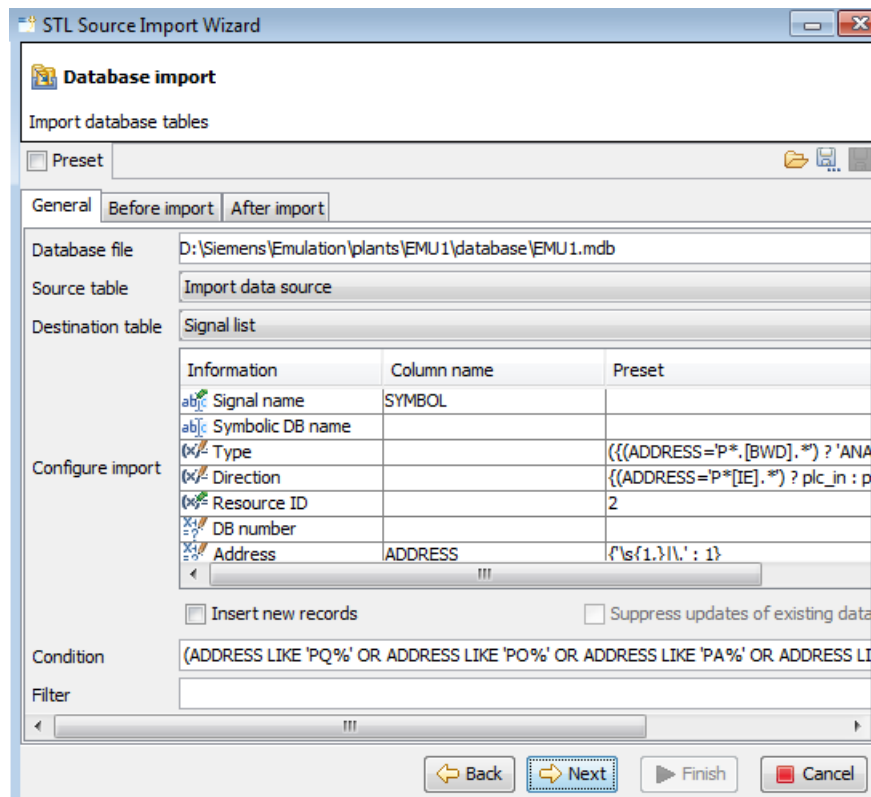 STL Source Import Wizard
Database import
Import database tables
Preset
General Before import After import
Database file D:\Siemens\Emulation\plants\EMU1\database\EMU1.mdb
Source table Import data source
Destination table Signal list
Configure import
Information Column name Preset
Signal name SYMBOL
Symbolic DB name
Type ({(ADDRESS='P*.[BWD].*') ? 'ANA
Direction {(ADDRESS='P*[IE].*') ? plc_in : p
Resource ID 2
DB number
Address ADDRESS {'\s{1,}|\.' : 1}
Insert new records Suppress updates of existing data
Condition (ADDRESS LIKE 'PQ%' OR ADDRESS LIKE 'PO%' OR ADDRESS LIKE 'PA%' OR ADDRESS LI
Filter
Back Next Finish Cancel